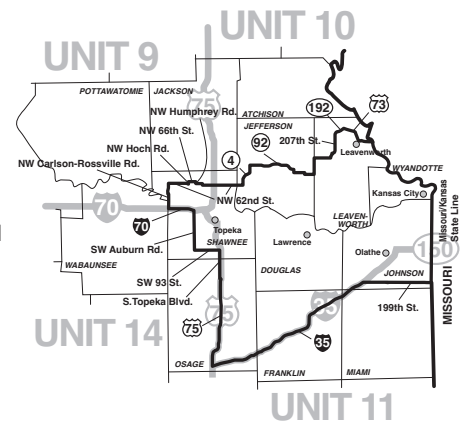 UNIT 10
UNIT 9
POTTAWATOMIE
JACKSON
75
NW Humphrey Rd.
ATCHISON
192
73
JEFFERSON
NW 66th St.
92
207th St.
Leavenworth
NW Hoch Rd.
4
WYANDOTTE
NW Carlson-Rossville Rd.
NW 62nd St.
Kansas City
70
70
Topeka
LEAVEN-
WORTH
Missouri/Kansas
State Line
SW Auburn Rd.
SHAWNEE
Lawrence
Olathe
150
WABAUNSEE
SW 93 St.
DOUGLAS
JOHNSON
MISSOURI
S.Topeka Blvd.
199th St.
UNIT 14
75
75
35
35
OSAGE
FRANKLIN
MIAMI
UNIT 11